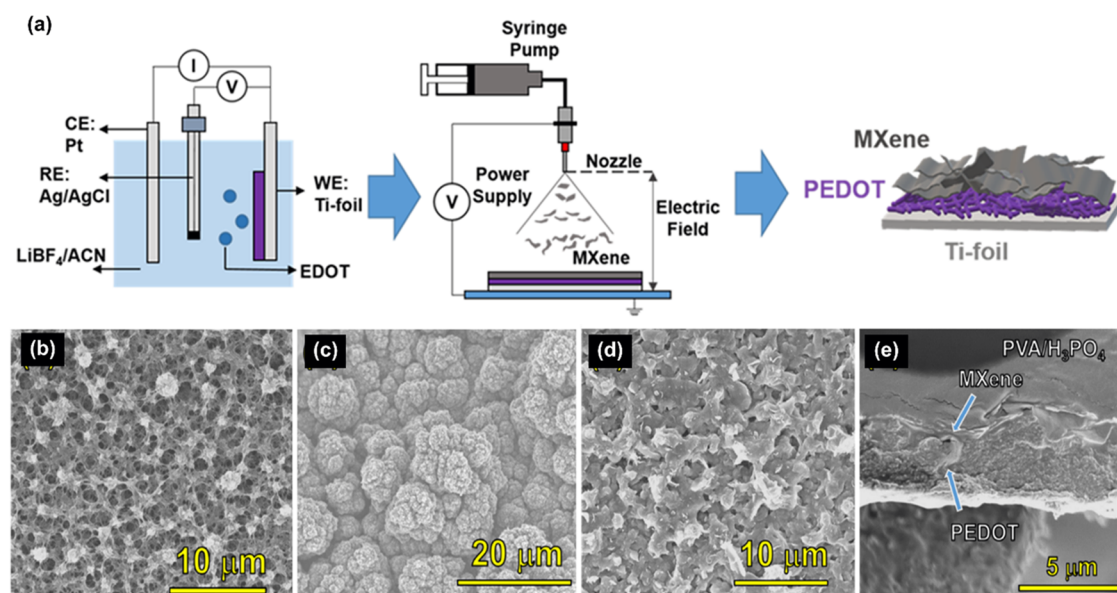 (a)
Syringe
Pump
I
V
CE:
Pt
RE:
Ag/AgCl
LiBF₄/ACN
WE:
Ti-foil
EDOT
Power
Supply
V
Nozzle
Electric
Field
MXene
MXene
PEDOT
Ti-foil
(b)
10 μm
(c)
20 μm
(d)
10 μm
(e)
PVA/H₃PO₄
MXene
PEDOT
5 μm